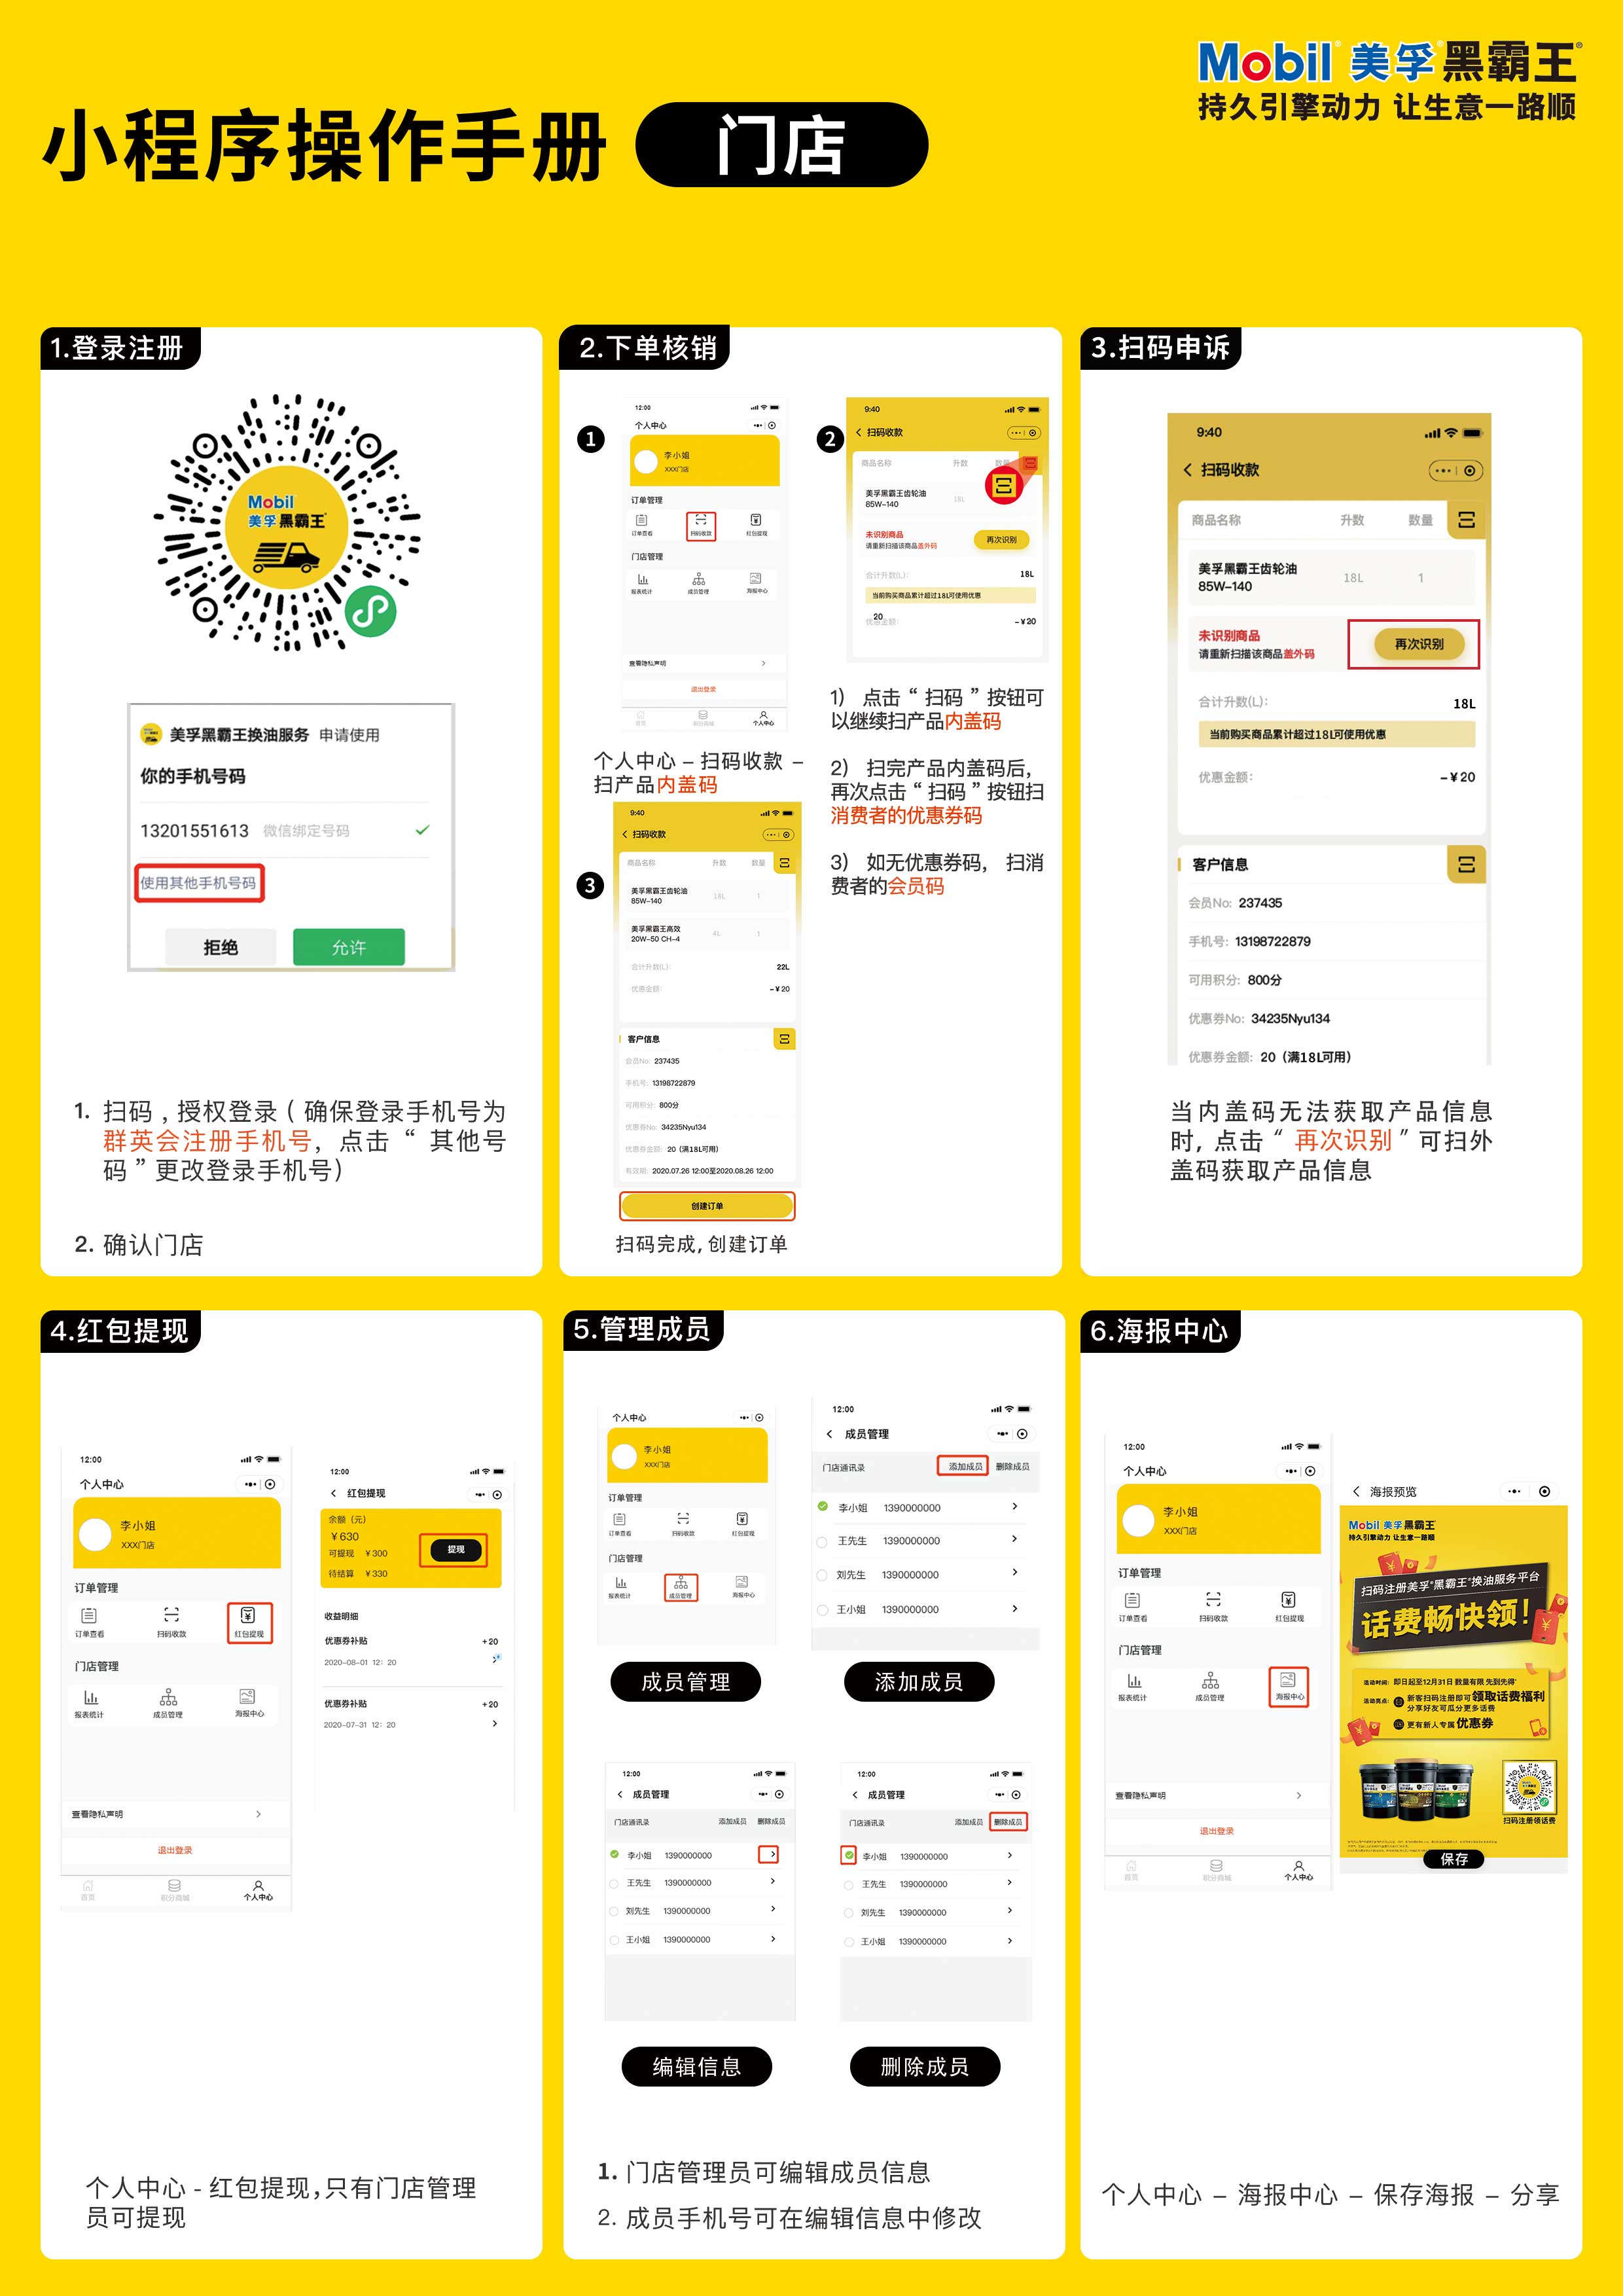 Mobil 美孚 黑霸王
持久引擎动力 让生意一路顺
小程序操作手册 门店
1.登录注册
Mobil
美孚 黑霸王
美孚黑霸王换油服务 申请使用
你的手机号码
13201551613 微信绑定号码
使用其他手机号码
拒绝 允许
1. 扫码,授权登录(确保登录手机号为
群英会注册手机号, 点击“其他号
码”更改登录手机号)
2. 确认门店
2.下单核销
1
12:00
个人中心
李小姐
XXX门店
订单管理
订单查看 扫码收款 红包提现
门店管理
报表统计 成员管理 海报中心
查看隐私声明
退出登录
首页 积分商城 个人中心
个人中心 – 扫码收款 –
扫产品内盖码
2
9:40
扫码收款
商品名称 升数 数量
美孚黑霸王齿轮油
85W-140
18L
未识别商品
请重新扫描该商品盖外码
再次识别
合计升数(L): 18L
当前购买商品累计超过18L可使用优惠
20
优惠金额: -¥20
1) 点击“扫码”按钮可
以继续扫产品内盖码
2) 扫完产品内盖码后,
再次点击“扫码”按钮扫
消费者的优惠券码
3) 如无优惠券码, 扫消
费者的会员码
3
9:40
扫码收款
商品名称 升数 数量
美孚黑霸王齿轮油
85W-140
18L 1
美孚黑霸王高效
20W-50 CH-4
4L 1
合计升数(L): 22L
优惠金额: -¥20
客户信息
会员No: 237435
手机号: 13198722879
可用积分: 800分
优惠券No: 34235Nyu134
优惠券金额: 20(满18L可用)
有效期: 2020.07.26 12:00至2020.08.26 12:00
创建订单
扫码完成,创建订单
3.扫码申诉
9:40
扫码收款
商品名称 升数 数量
美孚黑霸王齿轮油
85W-140
18L 1
未识别商品
请重新扫描该商品盖外码
再次识别
合计升数(L): 18L
当前购买商品累计超过18L可使用优惠
优惠金额: -¥20
客户信息
会员No: 237435
手机号: 13198722879
可用积分: 800分
优惠券No: 34235Nyu134
优惠券金额: 20(满18L可用)
当内盖码无法获取产品信息
时, 点击“再次识别”可扫外
盖码获取产品信息
4.红包提现
12:00
个人中心
李小姐
XXX门店
订单管理
订单查看 扫码收款 红包提现
门店管理
报表统计 成员管理 海报中心
查看隐私声明
退出登录
首页 积分商城 个人中心
12:00
红包提现
余额(元)
¥630
可提现 ¥300
待结算 ¥330
提现
收益明细
优惠券补贴 +20
2020-08-01 12: 20
优惠券补贴 +20
2020-07-31 12: 20
个人中心 - 红包提现,只有门店管理
员可提现
5.管理成员
个人中心
李小姐
XXX门店
订单管理
订单查看 扫码收款 红包提现
门店管理
报表统计 成员管理 海报中心
成员管理
12:00
成员管理
门店通讯录 添加成员 删除成员
李小姐 1390000000
王先生 1390000000
刘先生 1390000000
王小姐 1390000000
添加成员
12:00
成员管理
门店通讯录 添加成员 删除成员
李小姐 1390000000
王先生 1390000000
刘先生 1390000000
王小姐 1390000000
编辑信息
12:00
成员管理
门店通讯录 添加成员 删除成员
李小姐 1390000000
王先生 1390000000
刘先生 1390000000
王小姐 1390000000
删除成员
1. 门店管理员可编辑成员信息
2. 成员手机号可在编辑信息中修改
6.海报中心
12:00
个人中心
李小姐
XXX门店
订单管理
订单查看 扫码收款 红包提现
门店管理
报表统计 成员管理 海报中心
查看隐私声明
退出登录
首页 积分商城 个人中心
海报预览
Mobil 美孚 黑霸王
持久引擎动力 让生意一路顺
扫码注册美孚黑霸王换油服务平台
话费畅快领!
活动时间: 即日起至12月31日 数量有限 先到先得
活动亮点: 新客扫码注册即可领取话费福利
分享好友可瓜分更多话费
更有新人专属优惠券
扫码注册领话费
保存
个人中心 – 海报中心 – 保存海报 – 分享